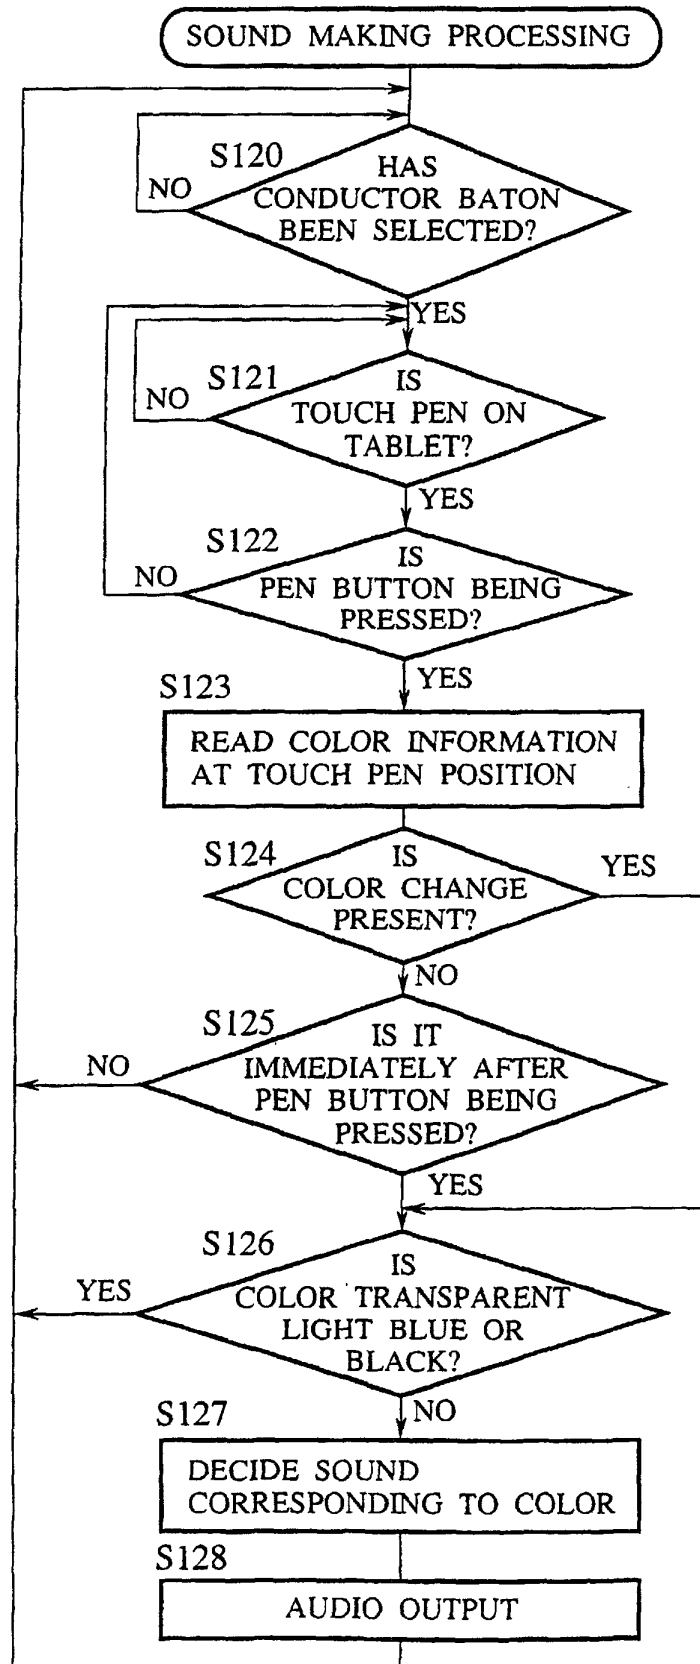 SOUND MAKING PROCESSING
S120
HAS
CONDUCTOR BATON
BEEN SELECTED?
NO
YES
S121
IS
TOUCH PEN ON
TABLET?
NO
YES
S122
IS
PEN BUTTON BEING
PRESSED?
NO
YES
S123
READ COLOR INFORMATION
AT TOUCH PEN POSITION
S124
IS
COLOR CHANGE
PRESENT?
YES
NO
S125
IS IT
IMMEDIATELY AFTER
PEN BUTTON BEING
PRESSED?
NO
YES
S126
IS
COLOR TRANSPARENT
LIGHT BLUE OR
BLACK?
YES
NO
S127
DECIDE SOUND
CORRESPONDING TO COLOR
S128
AUDIO OUTPUT